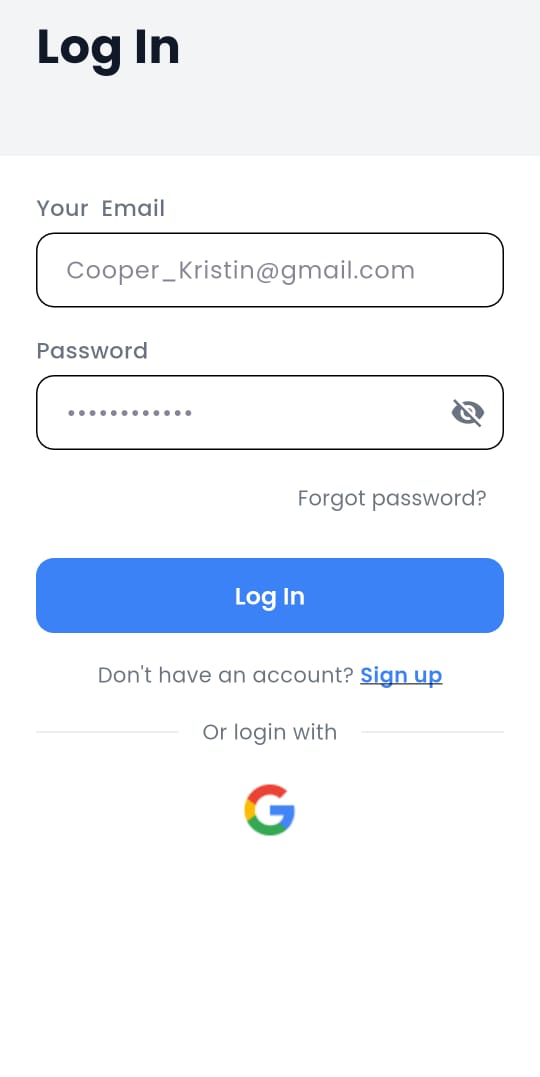 Log In
Your  Email
Cooper_Kristin@gmail.com
Password
••••••••••••
Forgot password?
Log In
Don't have an account? Sign up
Or login with